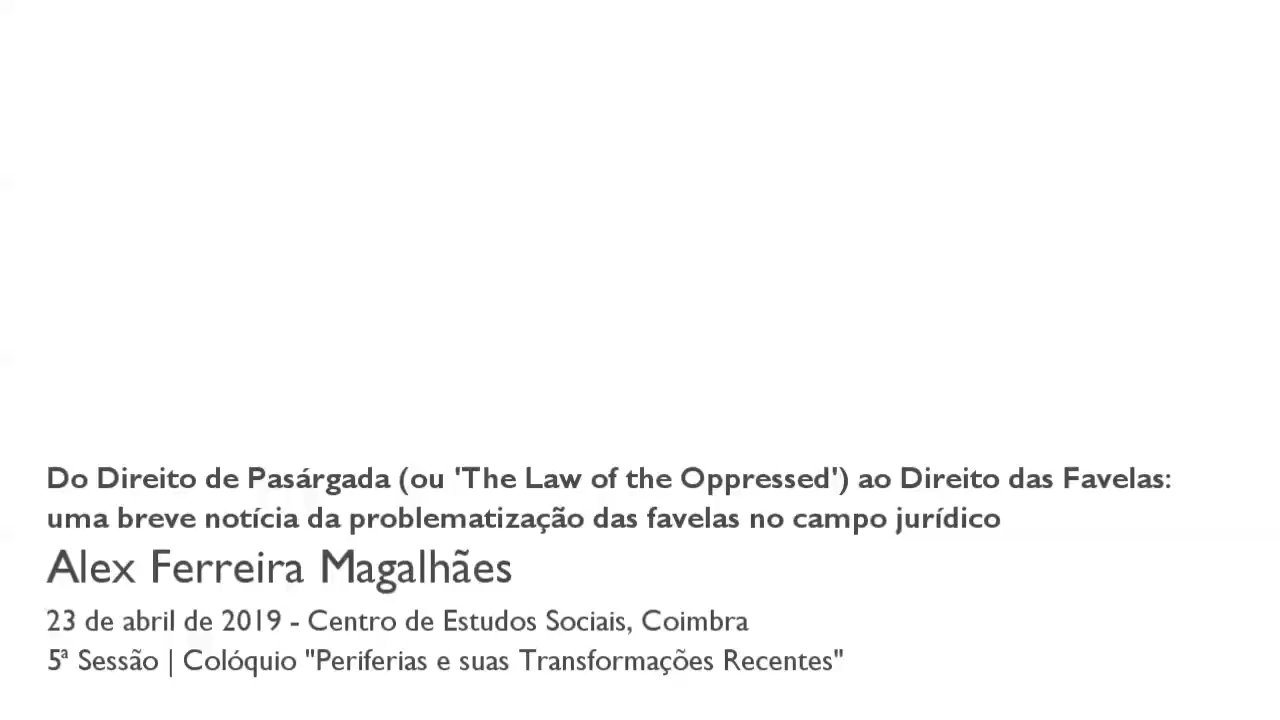 Do Direito de Pasárgada (ou 'The Law of the Oppressed') ao Direito das Favelas:
uma breve notícia da problematização das favelas no campo jurídico
Alex Ferreira Magalhães
23 de abril de 2019 - Centro de Estudos Sociais, Coimbra
5ª Sessão | Colóquio "Periferias e suas Transformações Recentes"